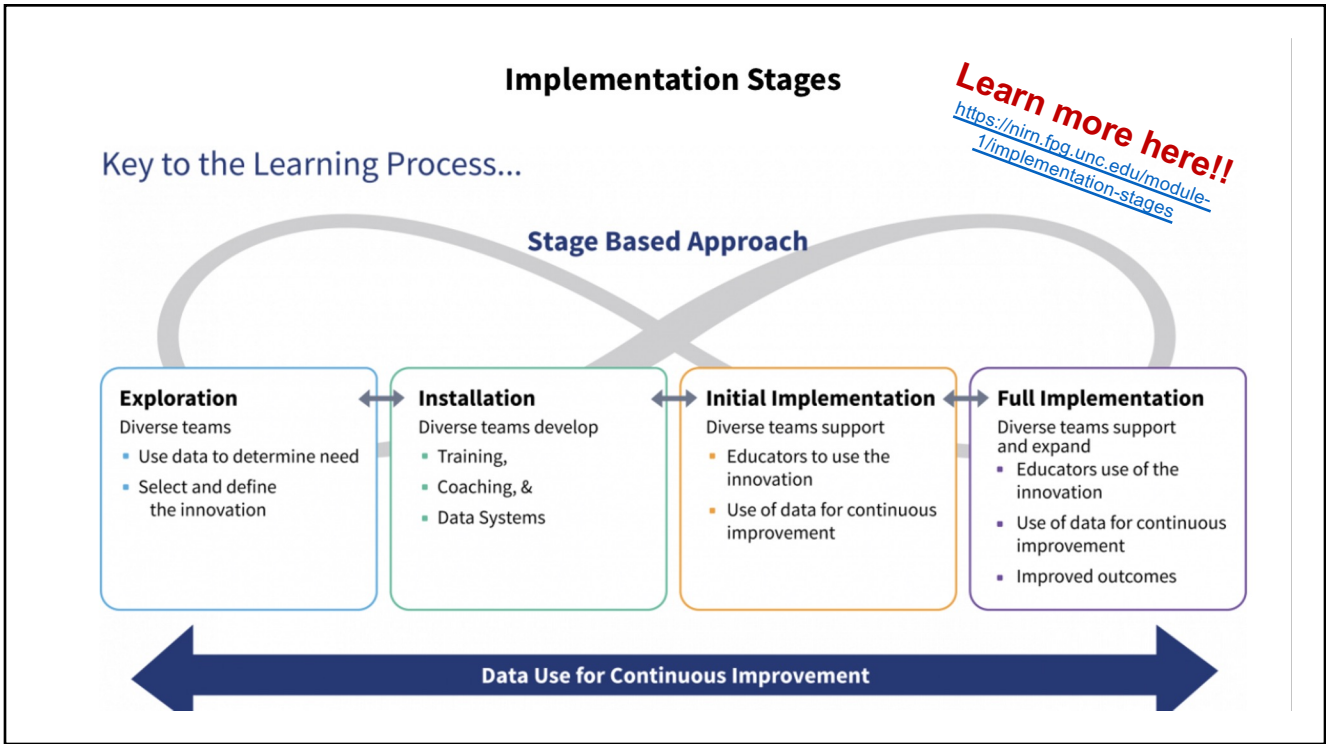 Implementation Stages
Learn more here!!
https://nirn.fpg.unc.edu/module-
1/implementation-stages
Key to the Learning Process...
Stage Based Approach
Exploration
Diverse teams
▪ Use data to determine need
▪ Select and define
the innovation
Installation
Diverse teams develop
▪ Training,
▪ Coaching, &
▪ Data Systems
Initial Implementation
Diverse teams support
▪ Educators to use the
innovation
▪ Use of data for continuous
improvement
Full Implementation
Diverse teams support
and expand
▪ Educators use of the
innovation
▪ Use of data for continuous
improvement
▪ Improved outcomes
Data Use for Continuous Improvement